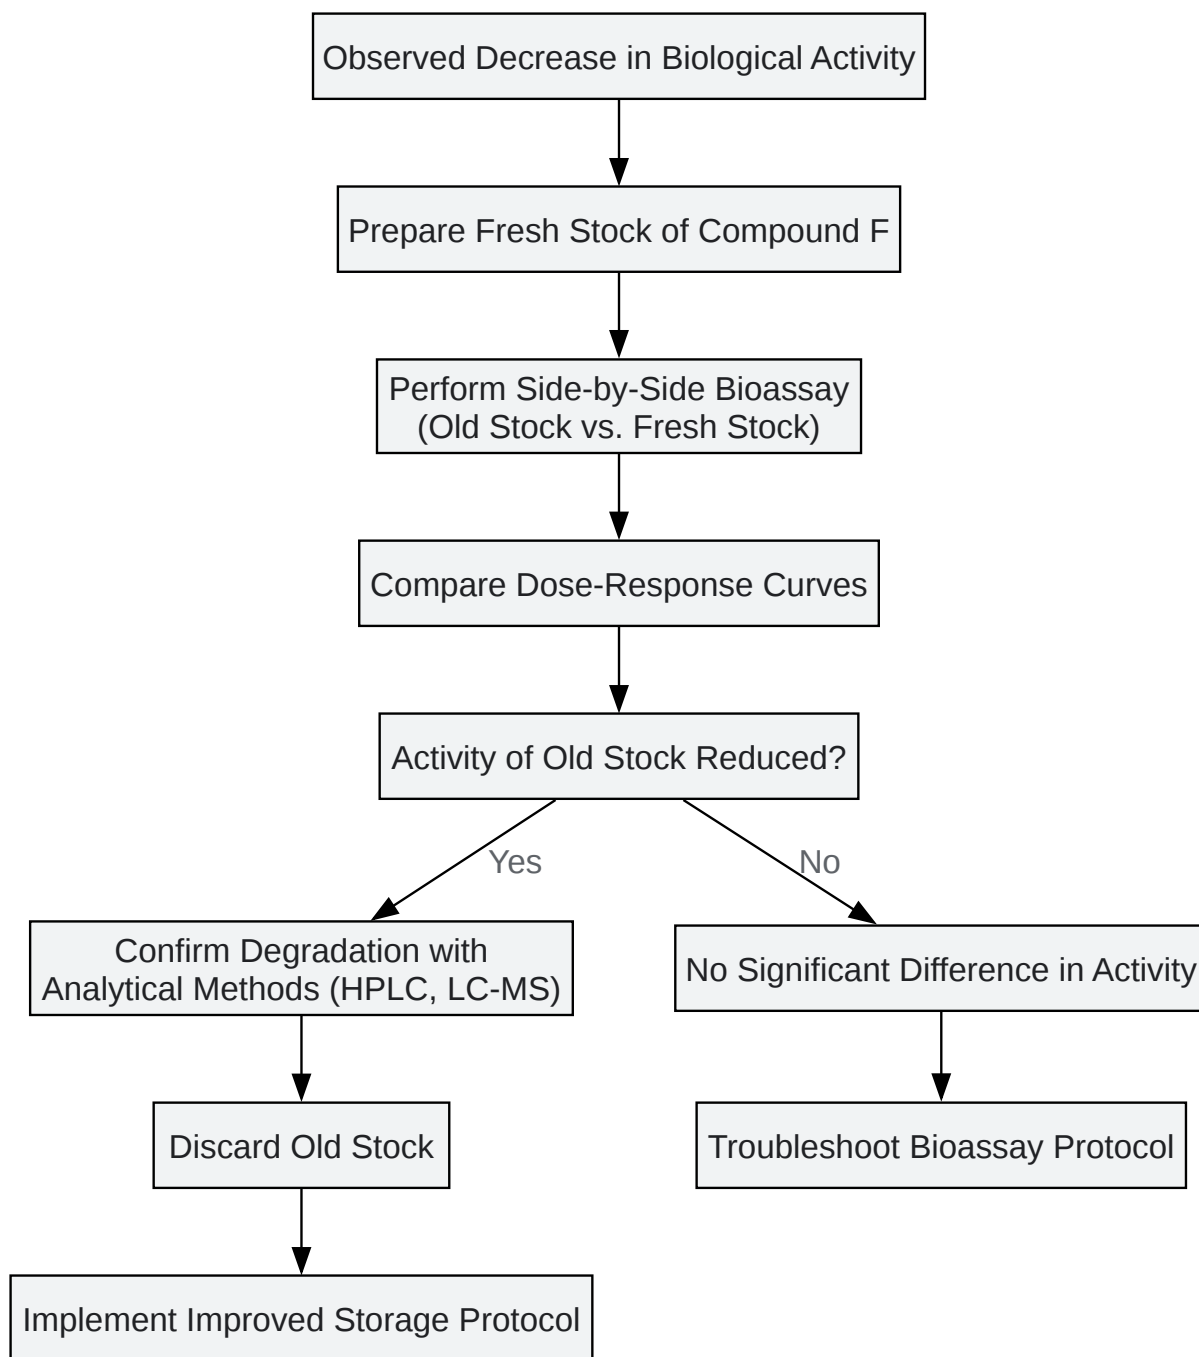 Observed Decrease in Biological Activity
Prepare Fresh Stock of Compound F
Perform Side-by-Side Bioassay
(Old Stock vs. Fresh Stock)
Compare Dose-Response Curves
Activity of Old Stock Reduced?
Yes
No
Confirm Degradation with
Analytical Methods (HPLC, LC-MS)
No Significant Difference in Activity
Discard Old Stock
Troubleshoot Bioassay Protocol
Implement Improved Storage Protocol